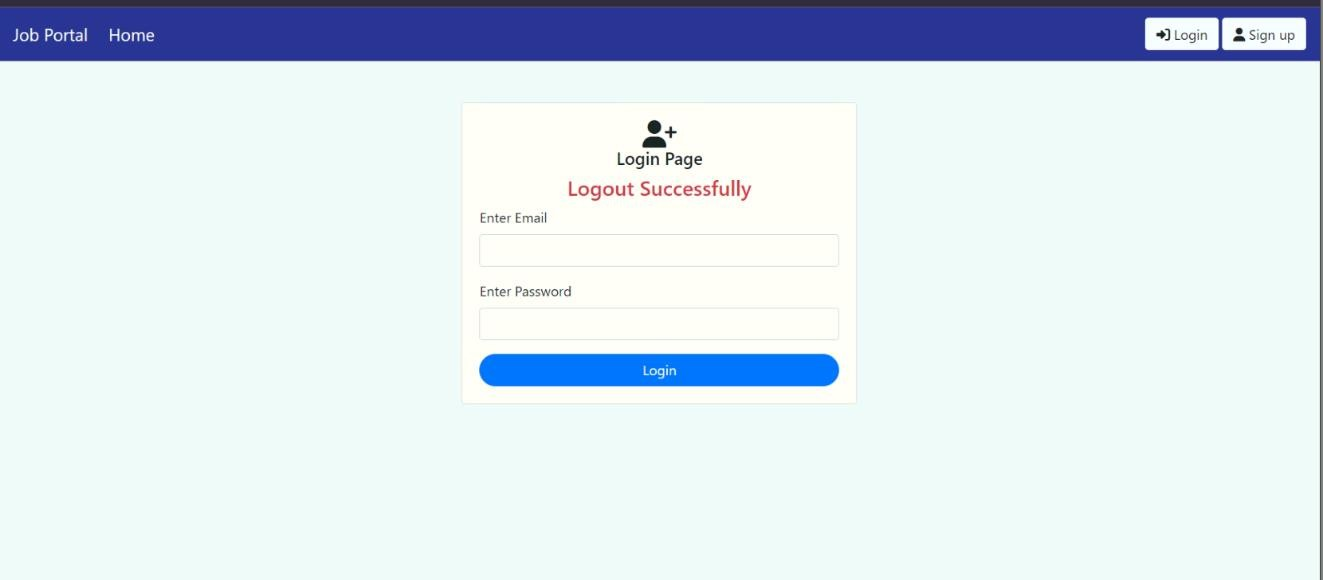 Job Portal Home Login Sign up
Login Page
Logout Successfully
Enter Email
Enter Password
Login